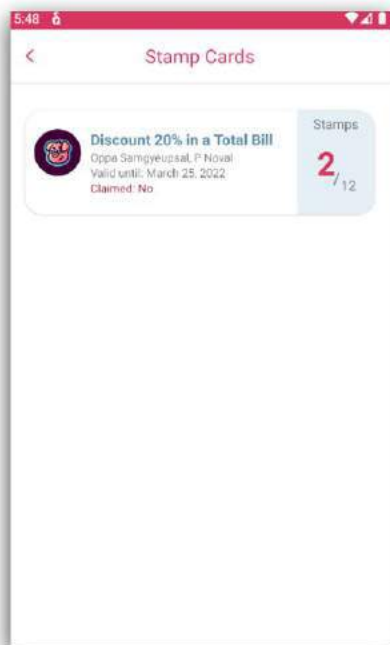 5:48
Stamp Cards
Discount 20% in a Total Bill
Oppa Samgyeupsal, P Noval
Valid until: March 25, 2022
Claimed: No
Stamps
2/12